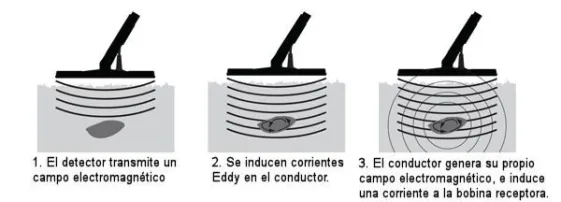 1. El detector transmite un
campo electromagnético
2. Se inducen corrientes
Eddy en el conductor.
3. El conductor genera su propio
campo electromagnético, e induce
una corriente a la bobina receptora.